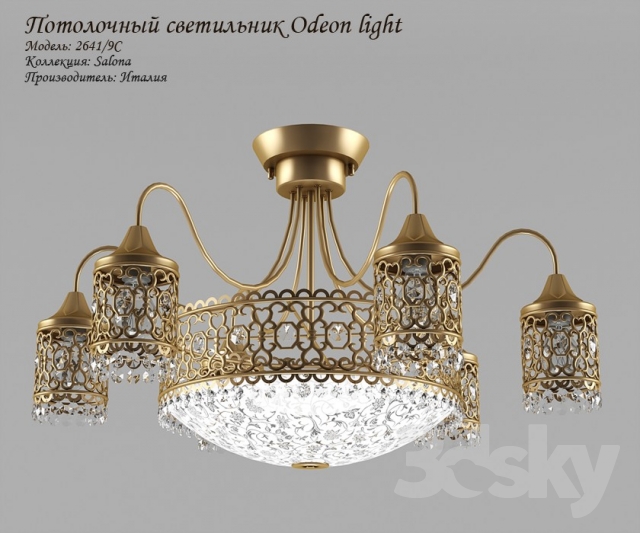 Потолочный светильник Odeon light
Модель: 2641/9C
Коллекция: Salona
Производитель: Италия
3dsky